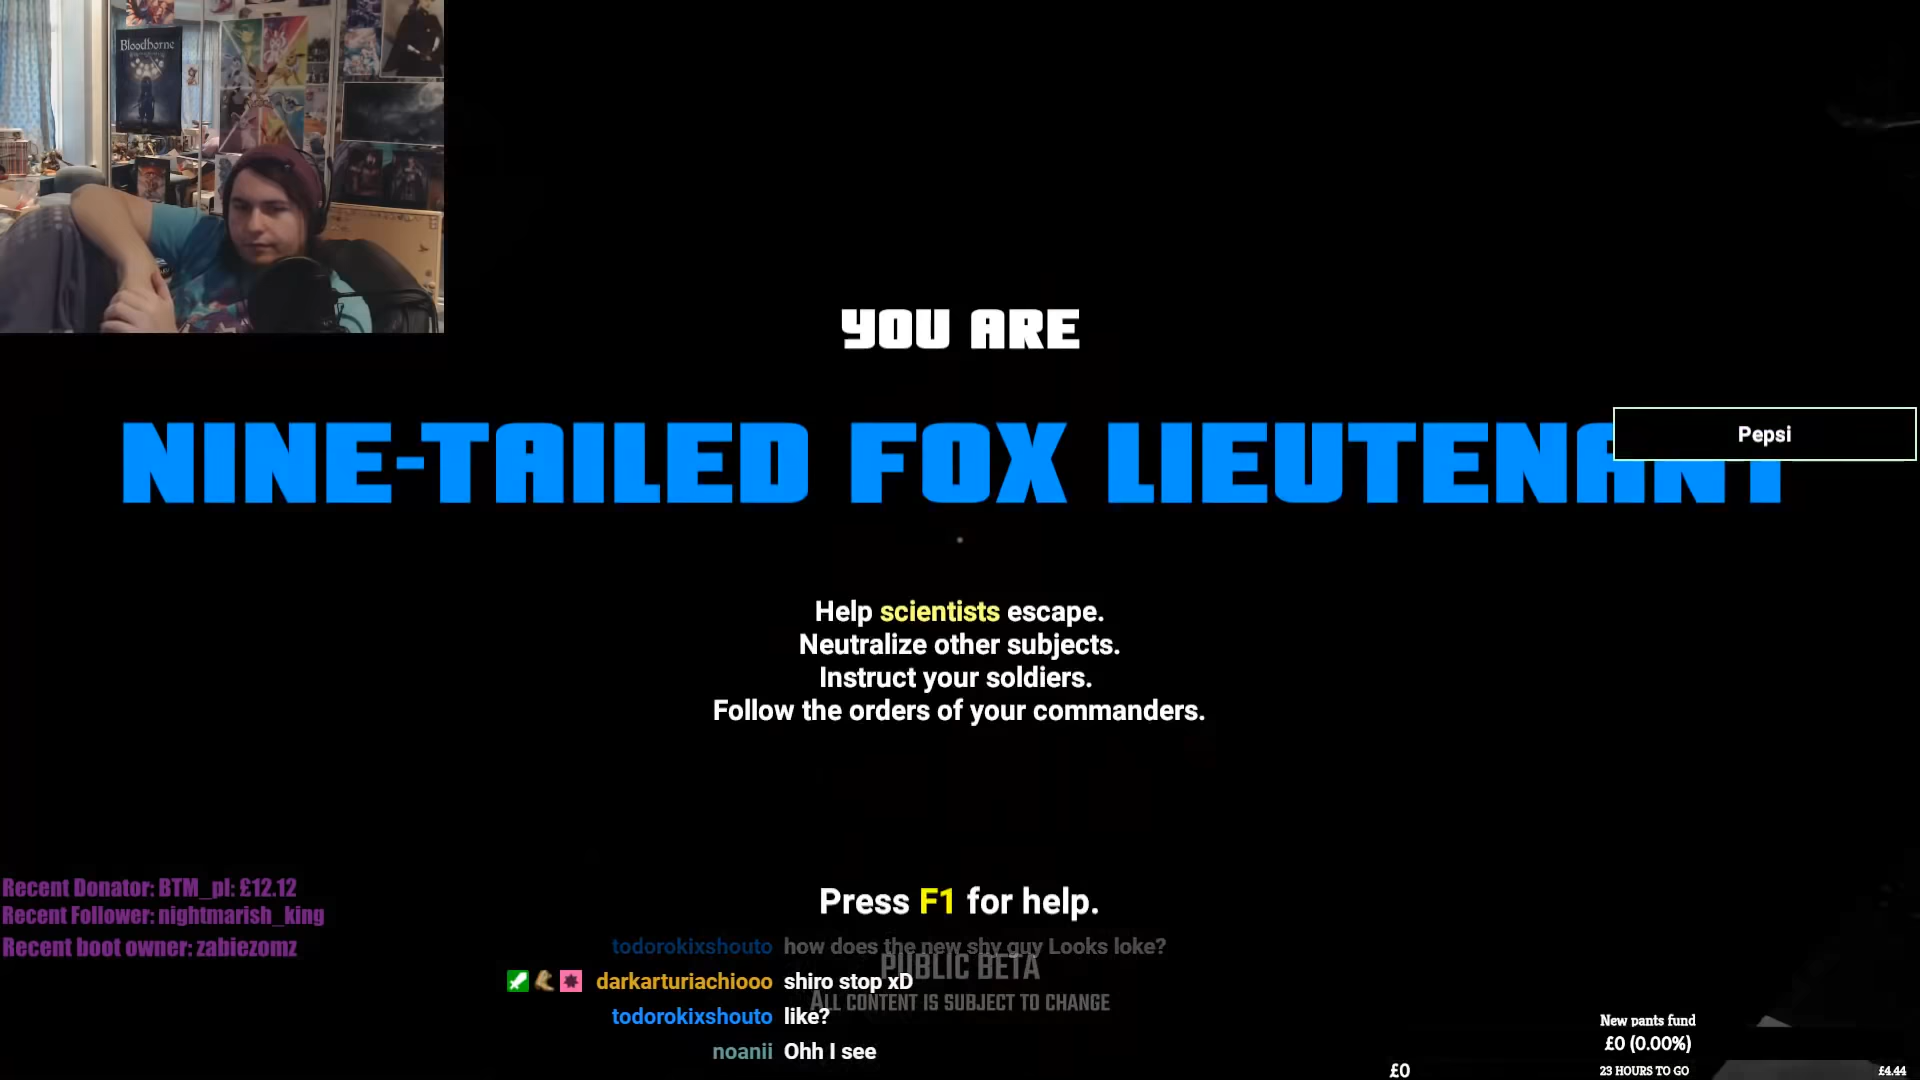 Bloodborne
YOU ARE
NINE-TAILED FOX LIEUTENANT
Pepsi
Help scientists escape.
Neutralize other subjects.
Instruct your soldiers.
Follow the orders of your commanders.
Press F1 for help.
Recent Donator: BTM_pl: £12.12
Recent Follower: nightmarish_king
Recent boot owner: zabiezomz
todorokixshouto how does the new shy guy Looks loke?
PUBLIC BETA
darkarturiachiooo shiro stop xD
ALL CONTENT IS SUBJECT TO CHANGE
todorokixshouto like?
noanii Ohh I see
New pants fund
£0 (0.00%)
£0
23 HOURS TO GO
£4.44